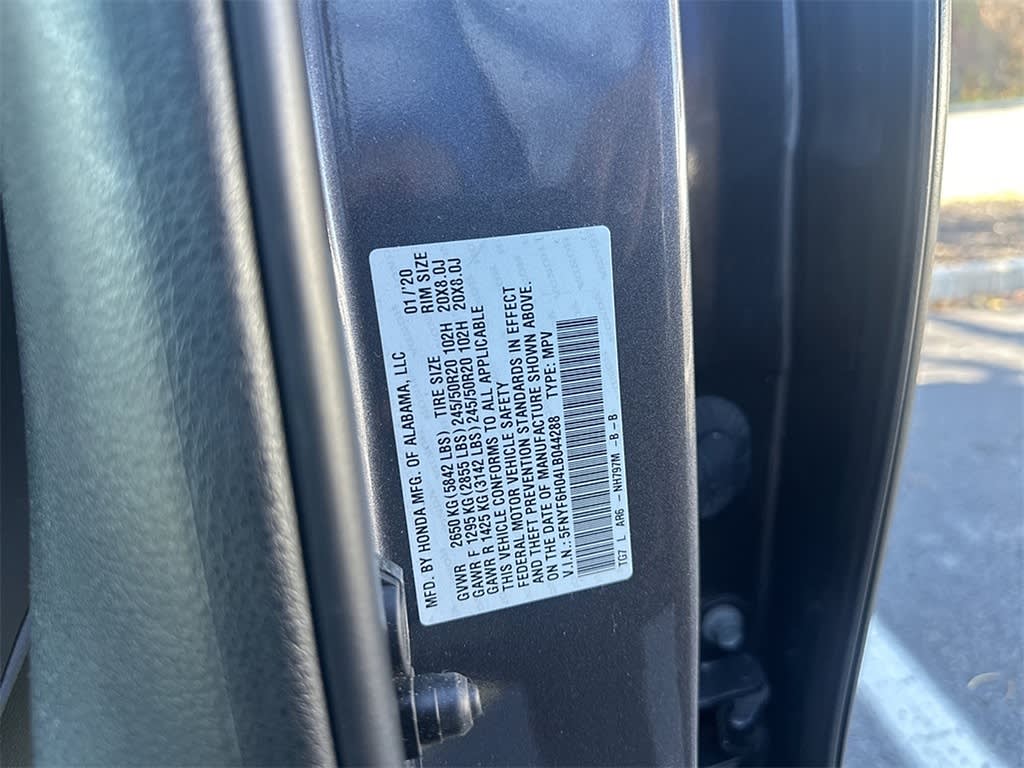 MFD. BY HONDA MFG. OF ALABAMA, LLC 01/'20
GVWR 2650 KG (5842 LBS) TIRE SIZE RIM SIZE
GAWR F 1295 KG (2855 LBS) 245/50R20 102H 20X8.0J
GAWR R 1425 KG (3142 LBS) 245/50R20 102H 20X8.0J
THIS VEHICLE CONFORMS TO ALL APPLICABLE
FEDERAL MOTOR VEHICLE SAFETY
AND THEFT PREVENTION STANDARDS IN EFFECT
ON THE DATE OF MANUFACTURE SHOWN ABOVE.
V.I.N.: 5FNYF6H04LB044288 TYPE: MPV
TG7 L AR6 - NH797M -B -B